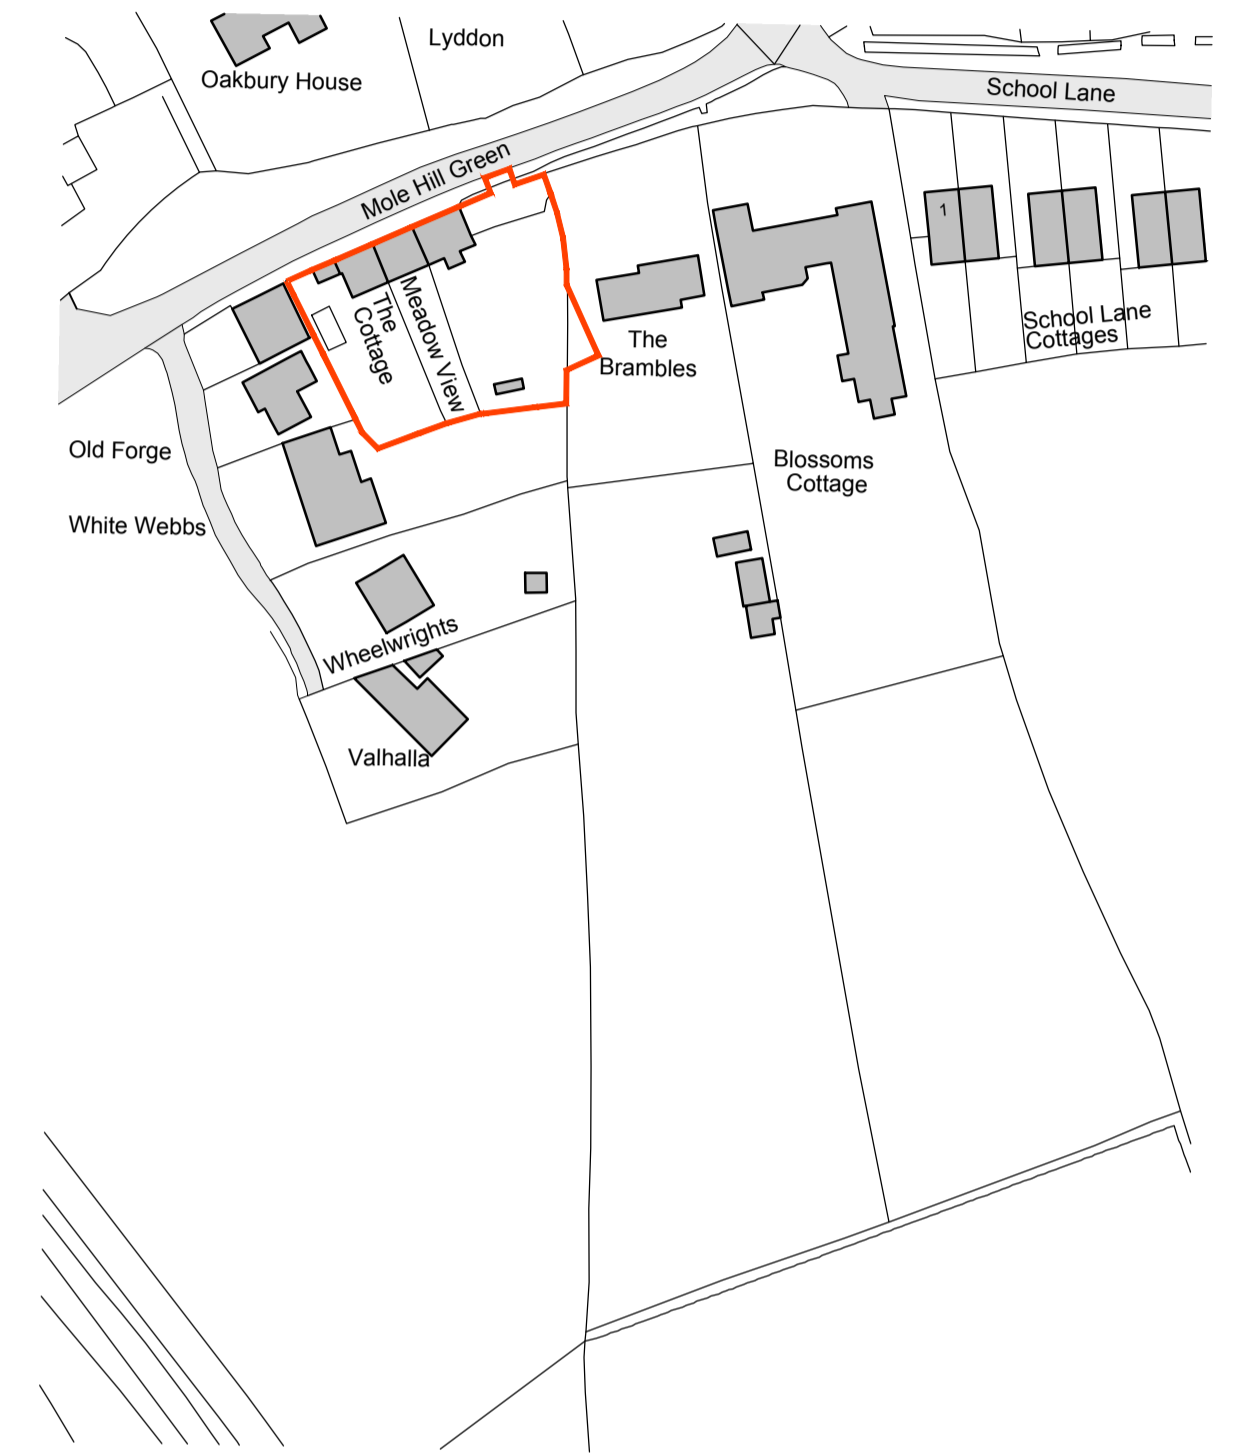 Lyddon
Oakbury House
School Lane
Mole Hill Green
1
The
Cottage
Meadow View
School Lane
Cottages
The
Brambles
Old Forge
Blossoms
Cottage
White Webbs
Wheelwrights
Valhalla